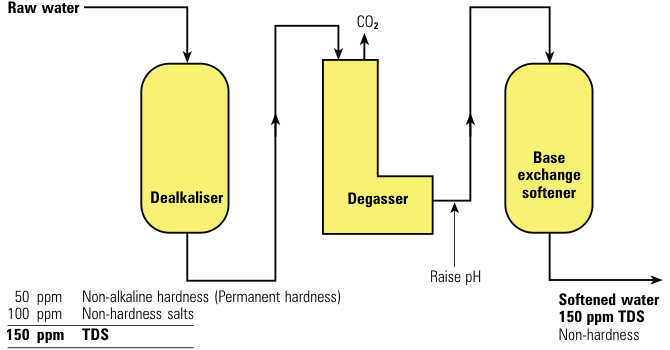 Raw water
CO2
Dealkaliser
Degasser
Base
exchange
softener
Raise pH
50 ppm Non-alkaline hardness (Permanent hardness)
100 ppm Non-hardness salts
150 ppm TDS
Softened water
150 ppm TDS
Non-hardness